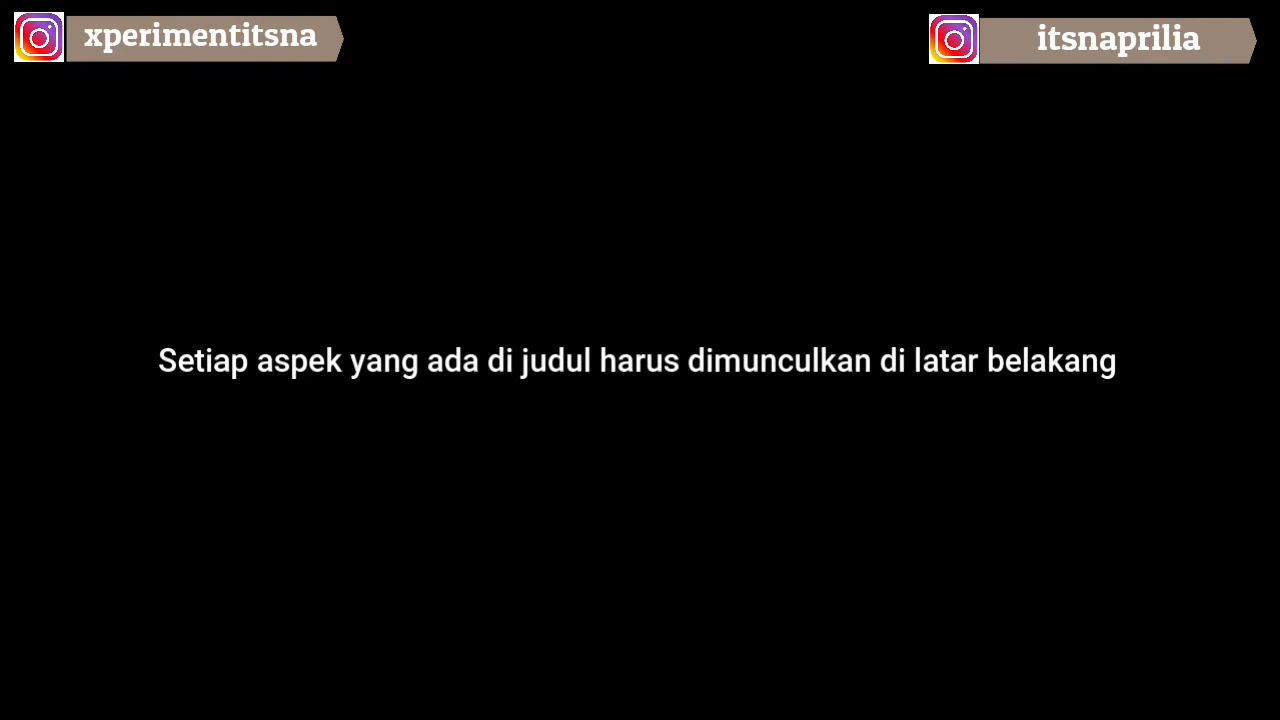 xperimentitsna
itsnaprilia
Setiap aspek yang ada di judul harus dimunculkan di latar belakang